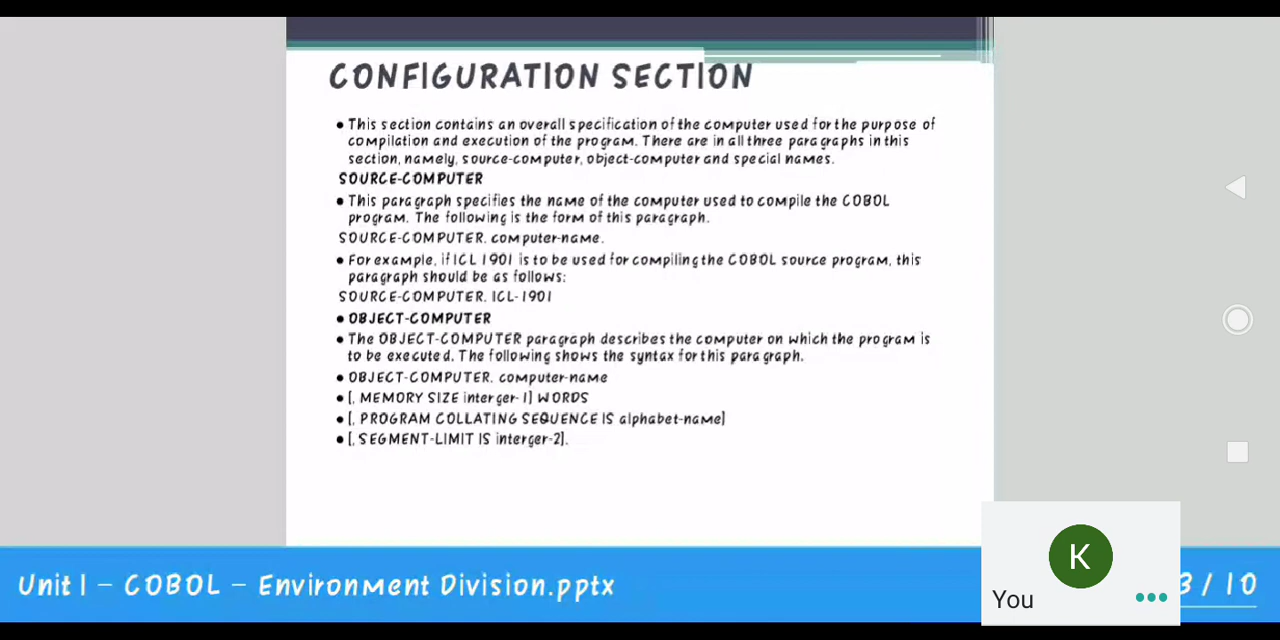 CONFIGURATION SECTION
• This section contains an overall specification of the computer used for the purpose of
compilation and execution of the program. There are in all three paragraphs in this
section, namely, source-computer, object-computer and special names.
SOURCE-COMPUTER
• This paragraph specifies the name of the computer used to compile the COBOL
program. The following is the form of this paragraph.
SOURCE-COMPUTER. computer-name.
• For example, if ICL 1901 is to be used for compiling the COBOL source program, this
paragraph should be as follows:
SOURCE-COMPUTER. ICL-1901
• OBJECT-COMPUTER
• The OBJECT-COMPUTER paragraph describes the computer on which the program is
to be executed. The following shows the syntax for this paragraph.
• OBJECT-COMPUTER. computer-name
• [, MEMORY SIZE interger-1] WORDS
• [, PROGRAM COLLATING SEQUENCE IS alphabet-name]
• [, SEGMENT-LIMIT IS interger-2].
K
You
Unit 1 – COBOL – Environment Division.pptx
3 / 10